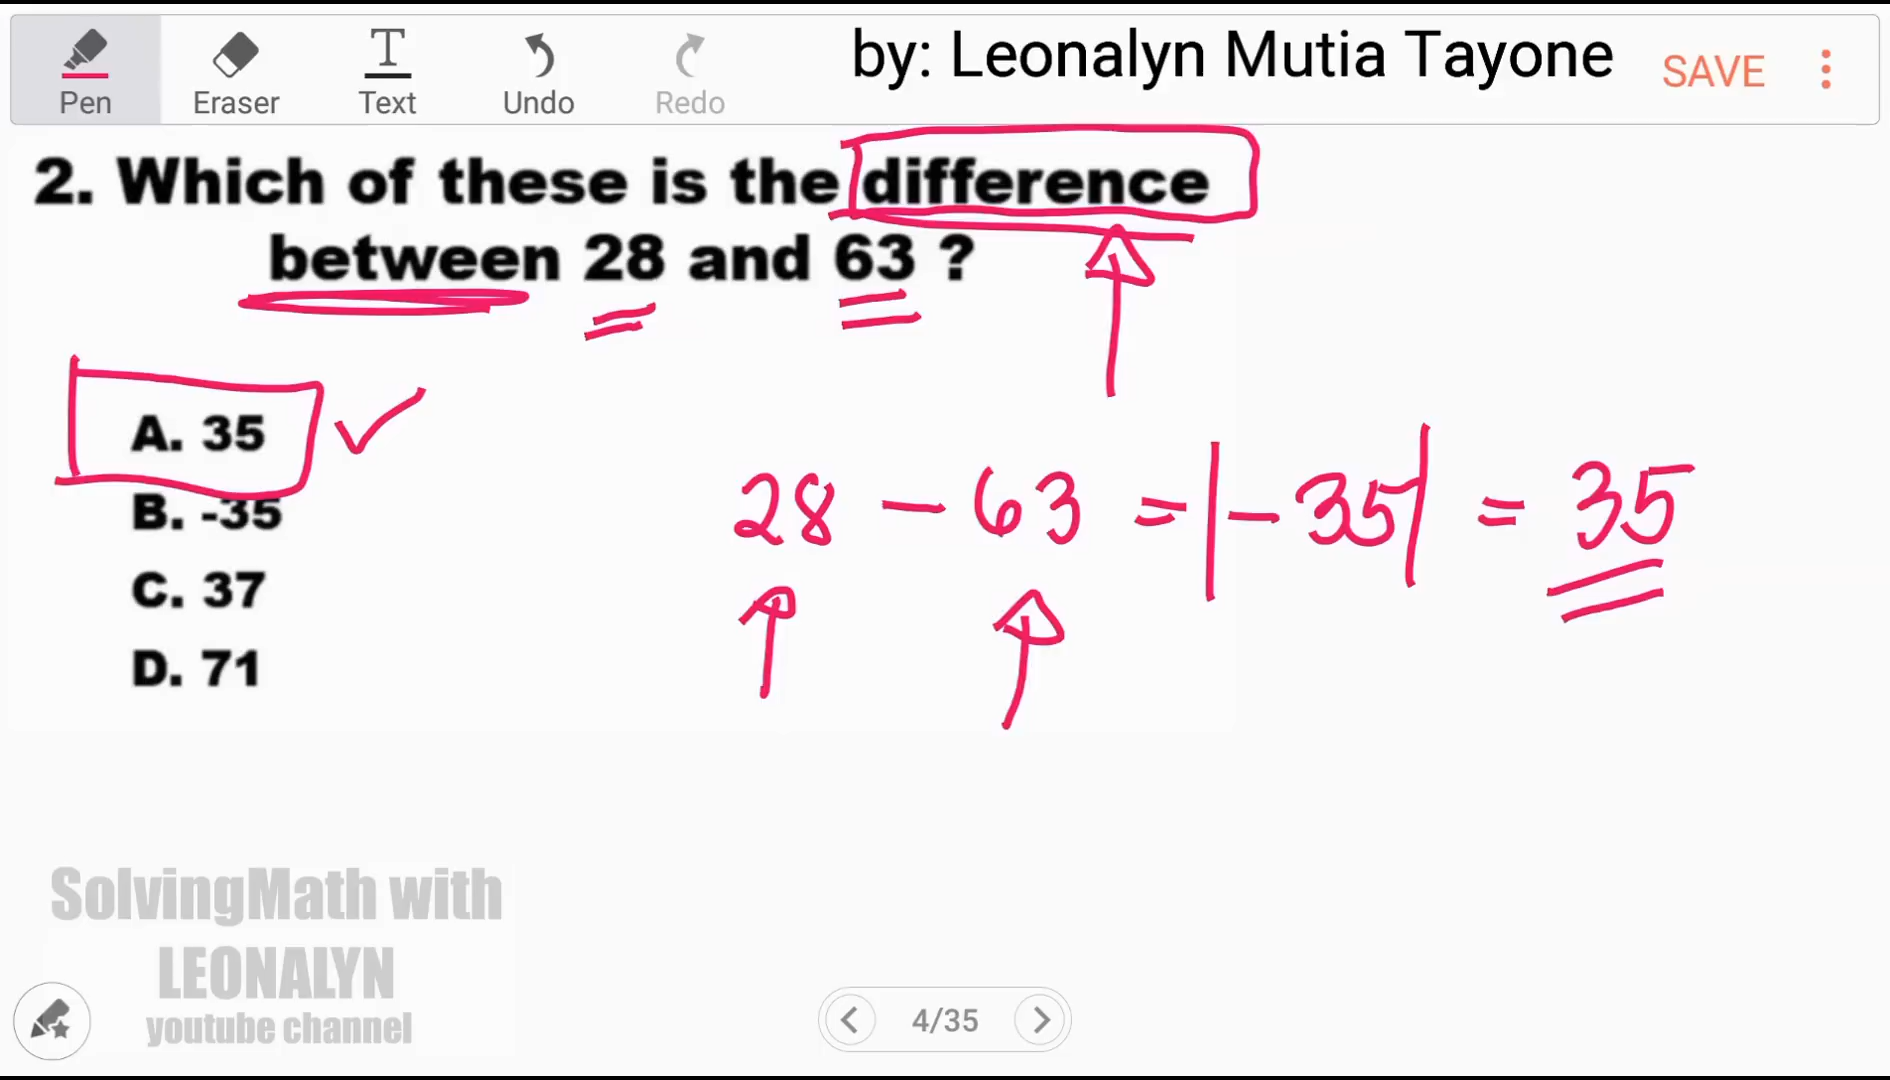 Pen Eraser Text Undo Redo by: Leonalyn Mutia Tayone SAVE
2. Which of these is the difference
between 28 and 63 ?
A. 35
B. -35
C. 37
D. 71
28 - 63 = |-35| = 35
SolvingMath with
LEONALYN
youtube channel
4/35